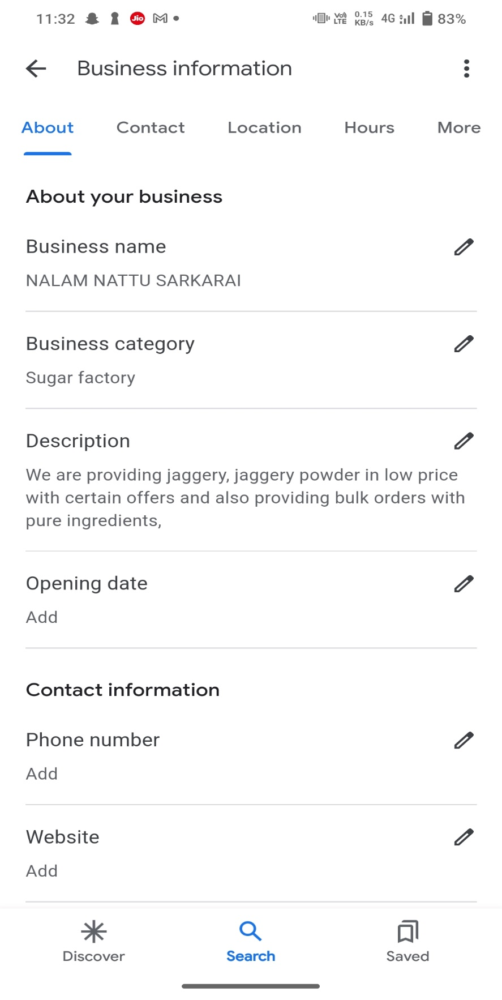 11:32 Jio M VoLTE 0.15 KB/s 4G 83%
Business information
About Contact Location Hours More
About your business
Business name
NALAM NATTU SARKARAI
Business category
Sugar factory
Description
We are providing jaggery, jaggery powder in low price
with certain offers and also providing bulk orders with
pure ingredients,
Opening date
Add
Contact information
Phone number
Add
Website
Add
Discover Search Saved